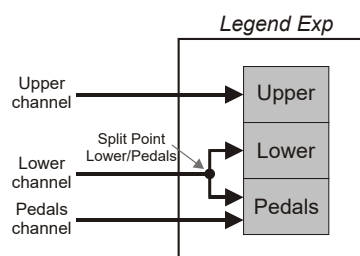 Legend Exp
Upper
channel
Upper
Split Point
Lower/Pedals
Lower
Lower
channel
Pedals
channel
Pedals